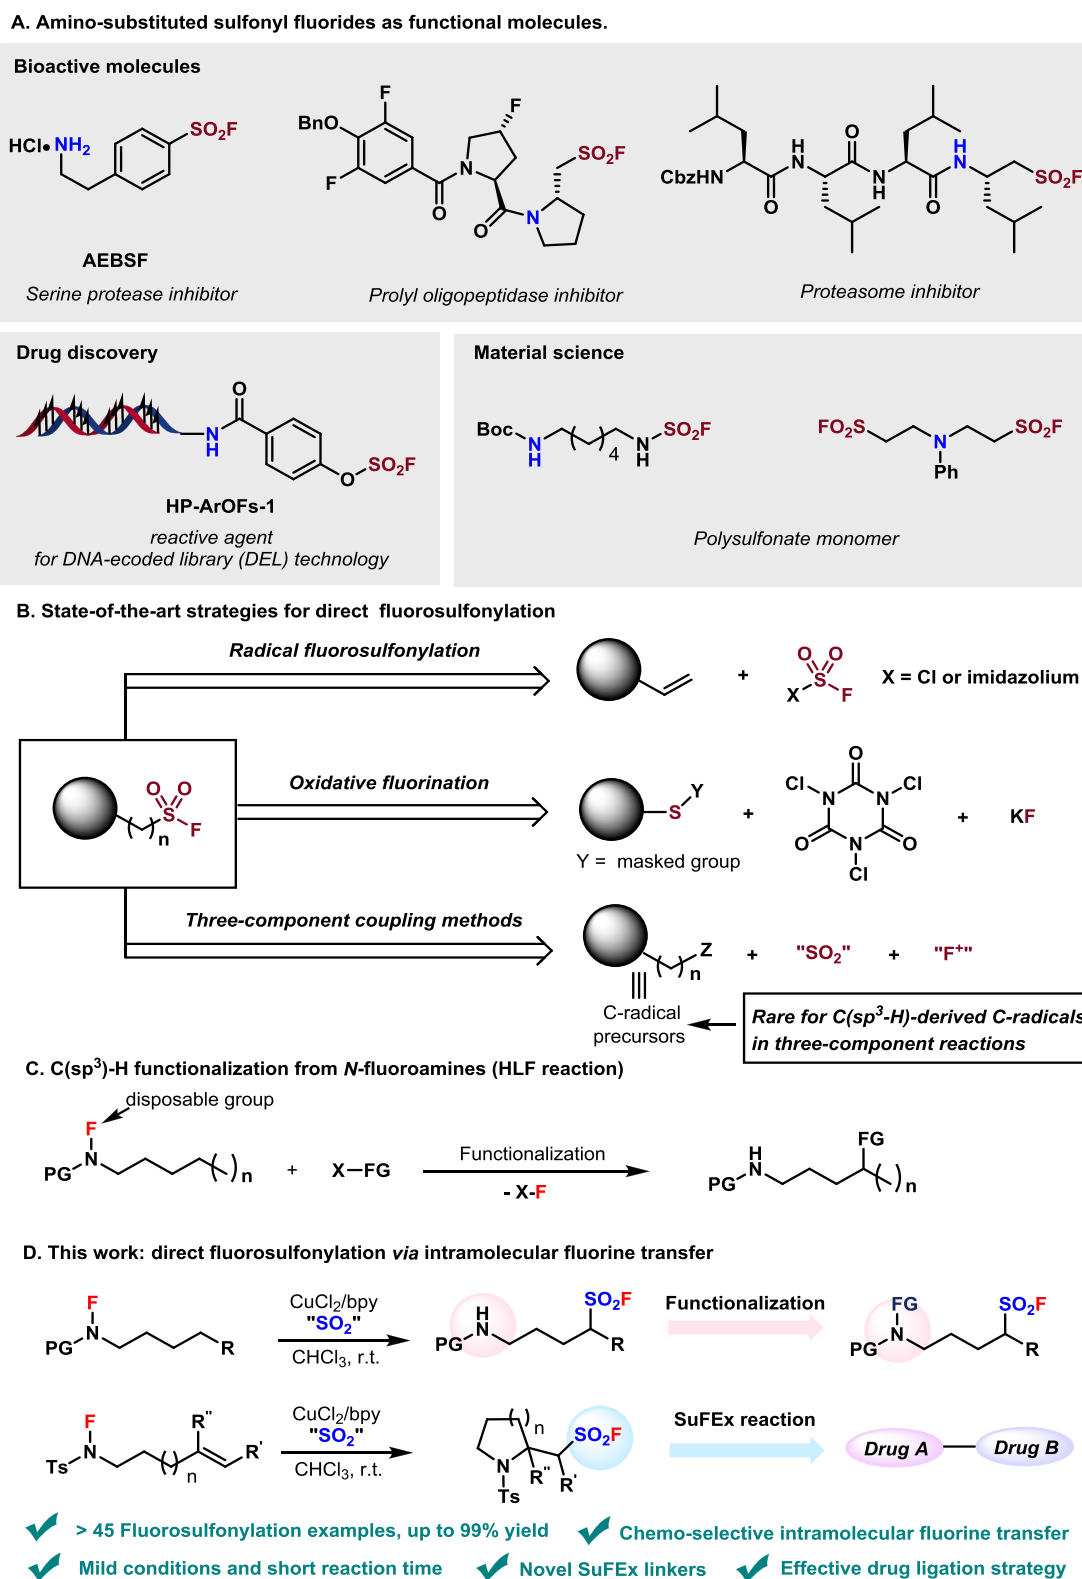 A. Amino-substituted sulfonyl fluorides as functional molecules.
Bioactive molecules
HCl•NH2
SO2F
AEBSF
Serine protease inhibitor
F
BnO
F
F
N
O
O
N
SO2F
Prolyl oligopeptidase inhibitor
CbzHN
O
H
N
O
N
H
O
H
N
SO2F
Proteasome inhibitor
Drug discovery
N
H
O
O
SO2F
HP-ArOFs-1
reactive agent
for DNA-ecoded library (DEL) technology
Material science
Boc
N
H
4
N
H
SO2F
FO2S
N
Ph
SO2F
Polysulfonate monomer
B. State-of-the-art strategies for direct fluorosulfonylation
Radical fluorosulfonylation
+
O O
S
X F
X = Cl or imidazolium
O O
S
F
n
Oxidative fluorination
S
Y
Y = masked group
+
O
Cl N N Cl
O N O
Cl
+
KF
Three-component coupling methods
Z
n
+
"SO2"
+
"F+"
C-radical
precursors
Rare for C(sp3-H)-derived C-radicals
in three-component reactions
C. C(sp3)-H functionalization from N-fluoroamines (HLF reaction)
disposable group
F
N
PG
n
+
X—FG
Functionalization
- X-F
H
N
PG
FG
n
D. This work: direct fluorosulfonylation via intramolecular fluorine transfer
F
N
PG
R
CuCl2/bpy
"SO2"
CHCl3, r.t.
H
N
PG
SO2F
R
Functionalization
FG
N
PG
SO2F
R
F
N
Ts
n
R"
R'
CuCl2/bpy
"SO2"
CHCl3, r.t.
n
N
Ts
R"
R'
SO2F
SuFEx reaction
Drug A
Drug B
> 45 Fluorosulfonylation examples, up to 99% yield
Chemo-selective intramolecular fluorine transfer
Mild conditions and short reaction time
Novel SuFEx linkers
Effective drug ligation strategy